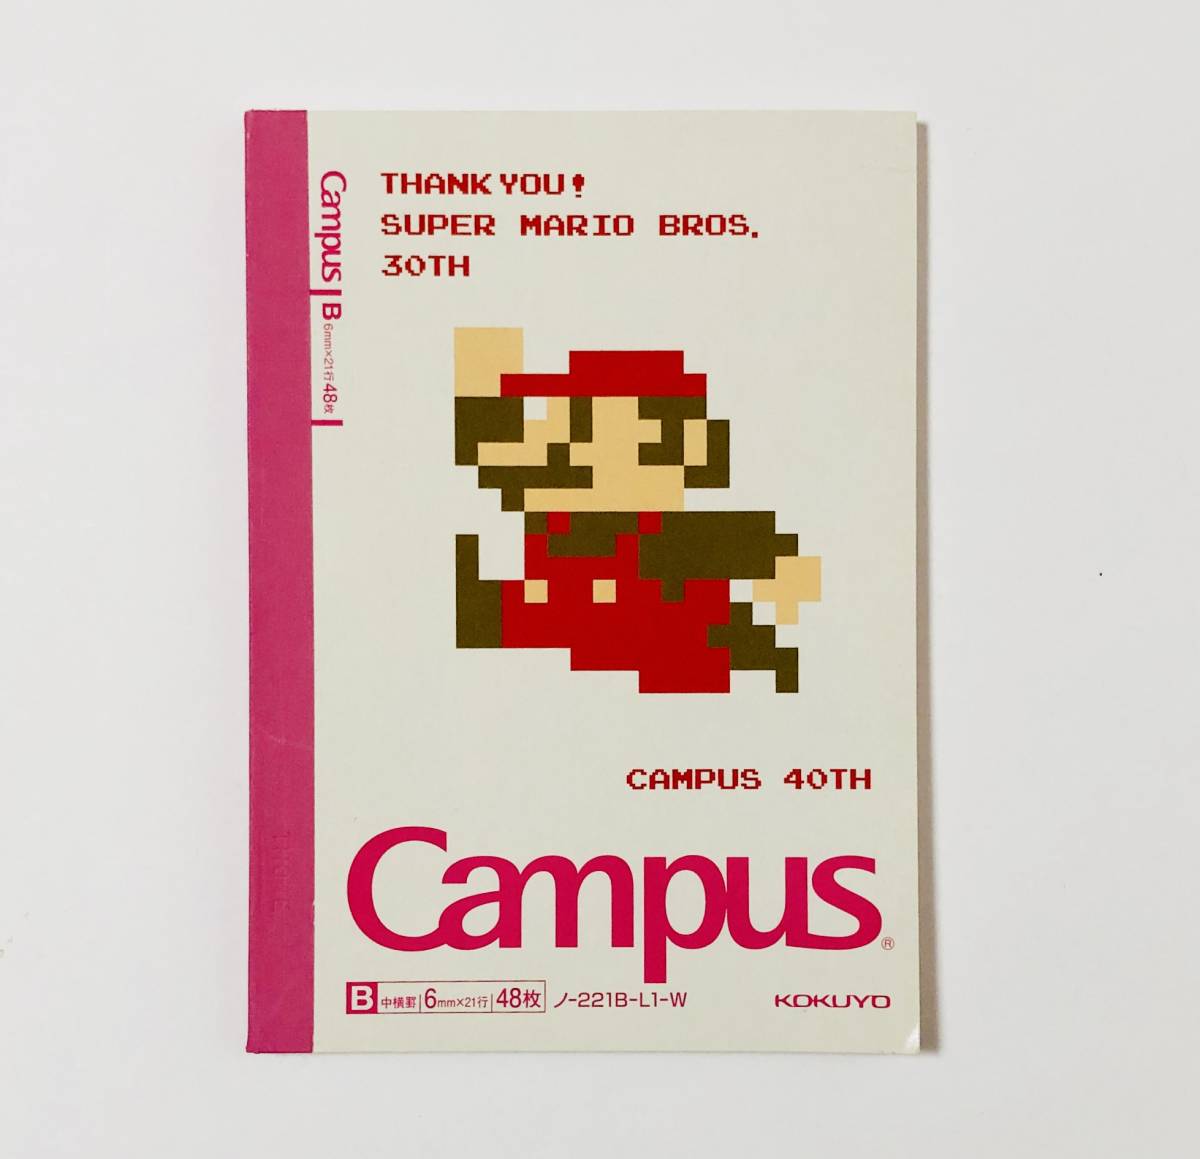 THANK YOU!
SUPER MARIO BROS.
30TH
Campus B 6mm×21行 48枚
CAMPUS 40TH
Campus®
B 中横罫 6mm×21行 48枚 ノ-221B-L1-W
KOKUYO